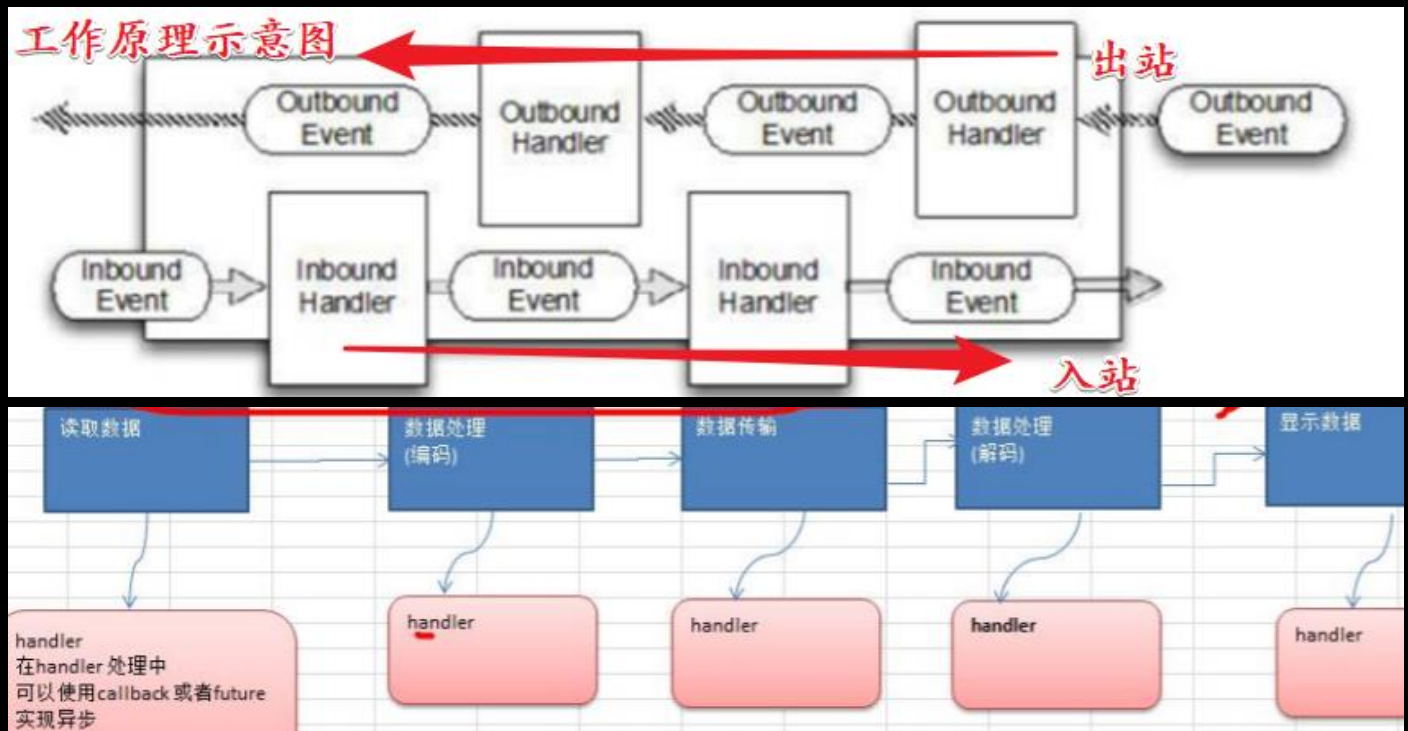 工作原理示意图
出站
Outbound
Event
Outbound
Handler
Outbound
Event
Outbound
Handler
Outbound
Event
Inbound
Event
Inbound
Handler
Inbound
Event
Inbound
Handler
Inbound
Event
入站
读取数据
数据处理
(编码)
数据传输
数据处理
(解码)
显示数据
handler
在handler 处理中
可以使用callback 或者future
实现异步
handler
handler
handler
handler